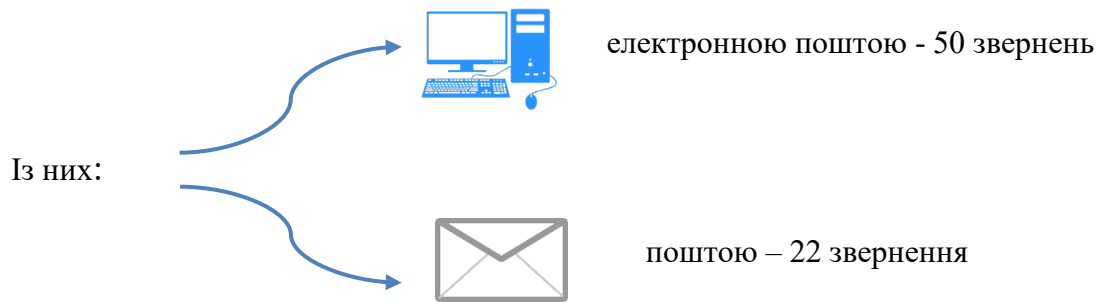 електронною поштою - 50 звернень
Із них:
поштою – 22 звернення